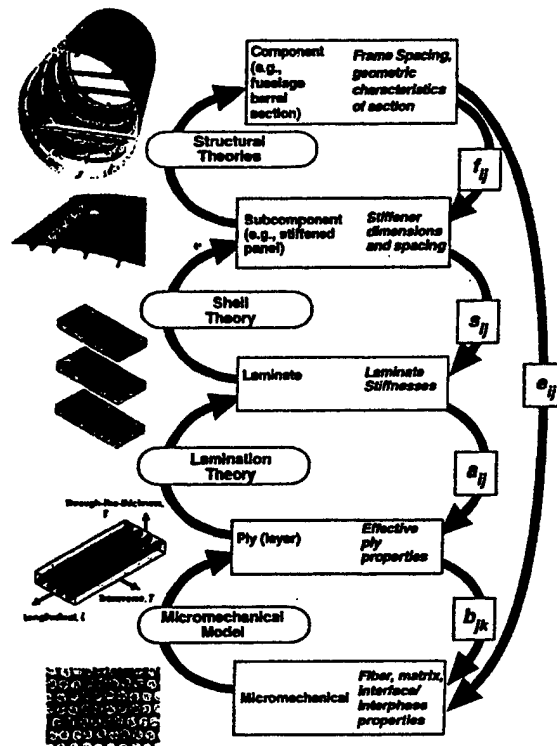 Component
(e.g.,
fuselage
barrel
section)
Frame Spacing,
geometric
characteristics
of section
Structural
Theories
f ij
Subcomponent
(e.g., stiffened
panel)
Stiffener
dimensions
and spacing
Shell
Theory
s ij
Laminate
Laminate
Stiffnesses
e ij
Lamination
Theory
a ij
Through-the-thickness,
Ply (layer)
Effective
ply
properties
Transverse, T
Longitudinal, L
Micromechanical
Model
b jk
Micromechanical
Fiber, matrix,
interface/
interphase
properties